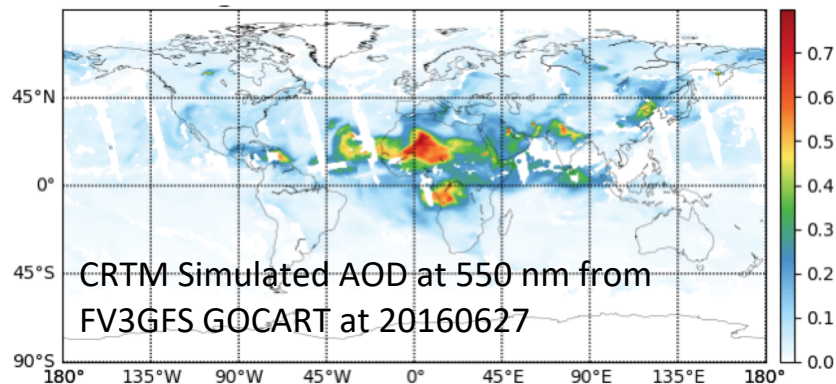 45°N
0°
45°S
90°S
180°
135°W
90°W
45°W
0°
45°E
90°E
135°E
180°
0.7
0.6
0.5
0.4
0.3
0.2
0.1
0.0
CRTM Simulated AOD at 550 nm from
FV3GFS GOCART at 20160627